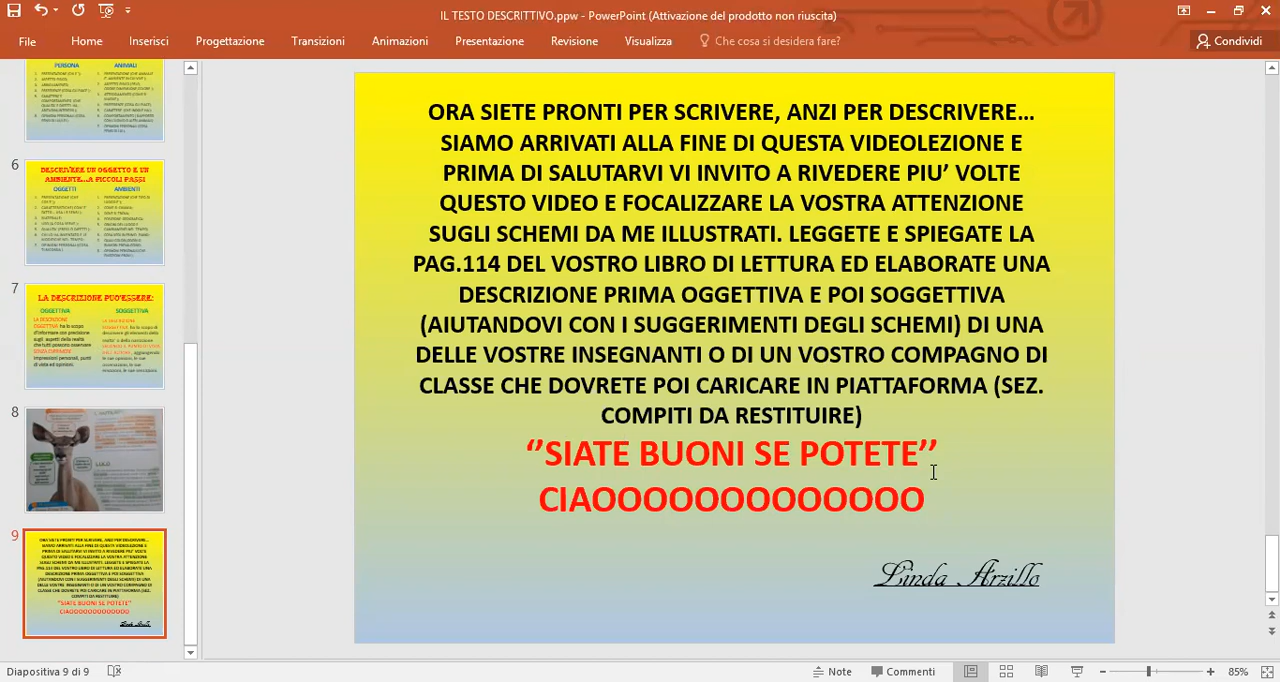 IL TESTO DESCRITTIVO.ppw - PowerPoint (Attivazione del prodotto non riuscita)
File Home Inserisci Progettazione Transizioni Animazioni Presentazione Revisione Visualizza Che cosa si desidera fare? Condividi
PERSONA ANIMALI
6
DESCRIVERE UN OGGETTO E UN
AMBIENTE...A PICCOLI PASSI
OGGETTI AMBIENTI
7
LA DESCRIZIONE PUO'ESSERE:
OGGETTIVA SOGGETTIVA
8
9
ORA SIETE PRONTI PER SCRIVERE, ANZI PER DESCRIVERE...
SIAMO ARRIVATI ALLA FINE DI QUESTA VIDEOLEZIONE E
PRIMA DI SALUTARVI VI INVITO A RIVEDERE PIU' VOLTE
QUESTO VIDEO E FOCALIZZARE LA VOSTRA ATTENZIONE
SUGLI SCHEMI DA ME ILLUSTRATI. LEGGETE E SPIEGATE LA
PAG.114 DEL VOSTRO LIBRO DI LETTURA ED ELABORATE UNA
DESCRIZIONE PRIMA OGGETTIVA E POI SOGGETTIVA
(AIUTANDOVI CON I SUGGERIMENTI DEGLI SCHEMI) DI UNA
DELLE VOSTRE INSEGNANTI O DI UN VOSTRO COMPAGNO DI
CLASSE CHE DOVRETE POI CARICARE IN PIATTAFORMA (SEZ.
COMPITI DA RESTITUIRE)
‘’SIATE BUONI SE POTETE’’
CIAOOOOOOOOOOOOO
Linda Arzillo
Diapositiva 9 di 9 Note Commenti 85%